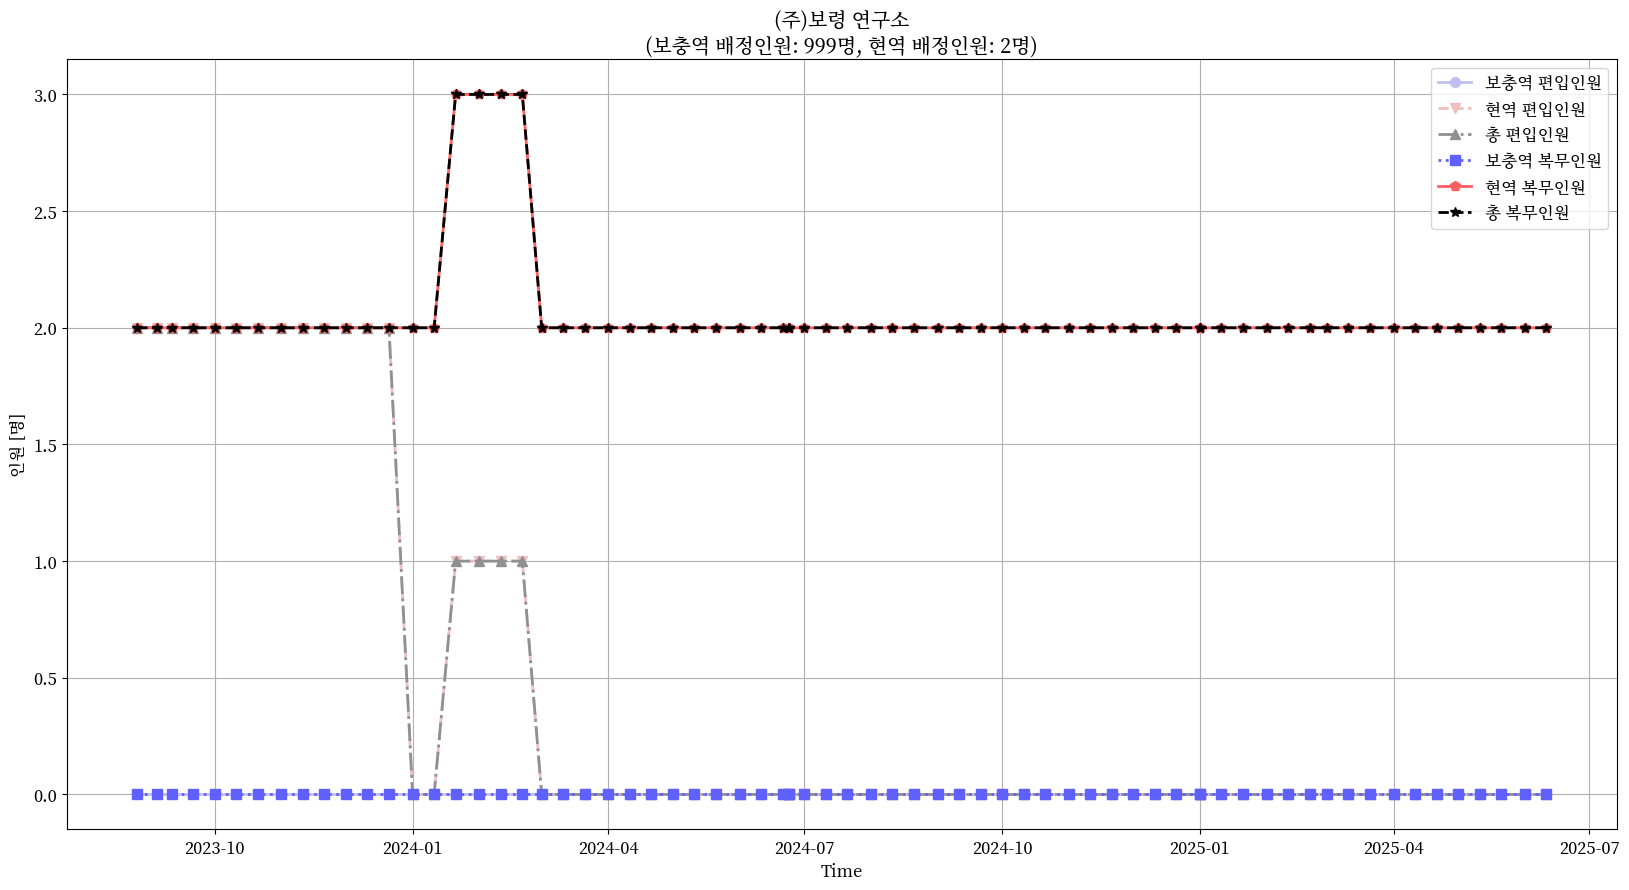 (주)보령 연구소
(보충역 배정인원: 999명, 현역 배정인원: 2명)
보충역 편입인원
현역 편입인원
총 편입인원
보충역 복무인원
현역 복무인원
총 복무인원
인원 [명]
3.0
2.5
2.0
1.5
1.0
0.5
0.0
2023-10 2024-01 2024-04 2024-07 2024-10 2025-01 2025-04 2025-07
Time